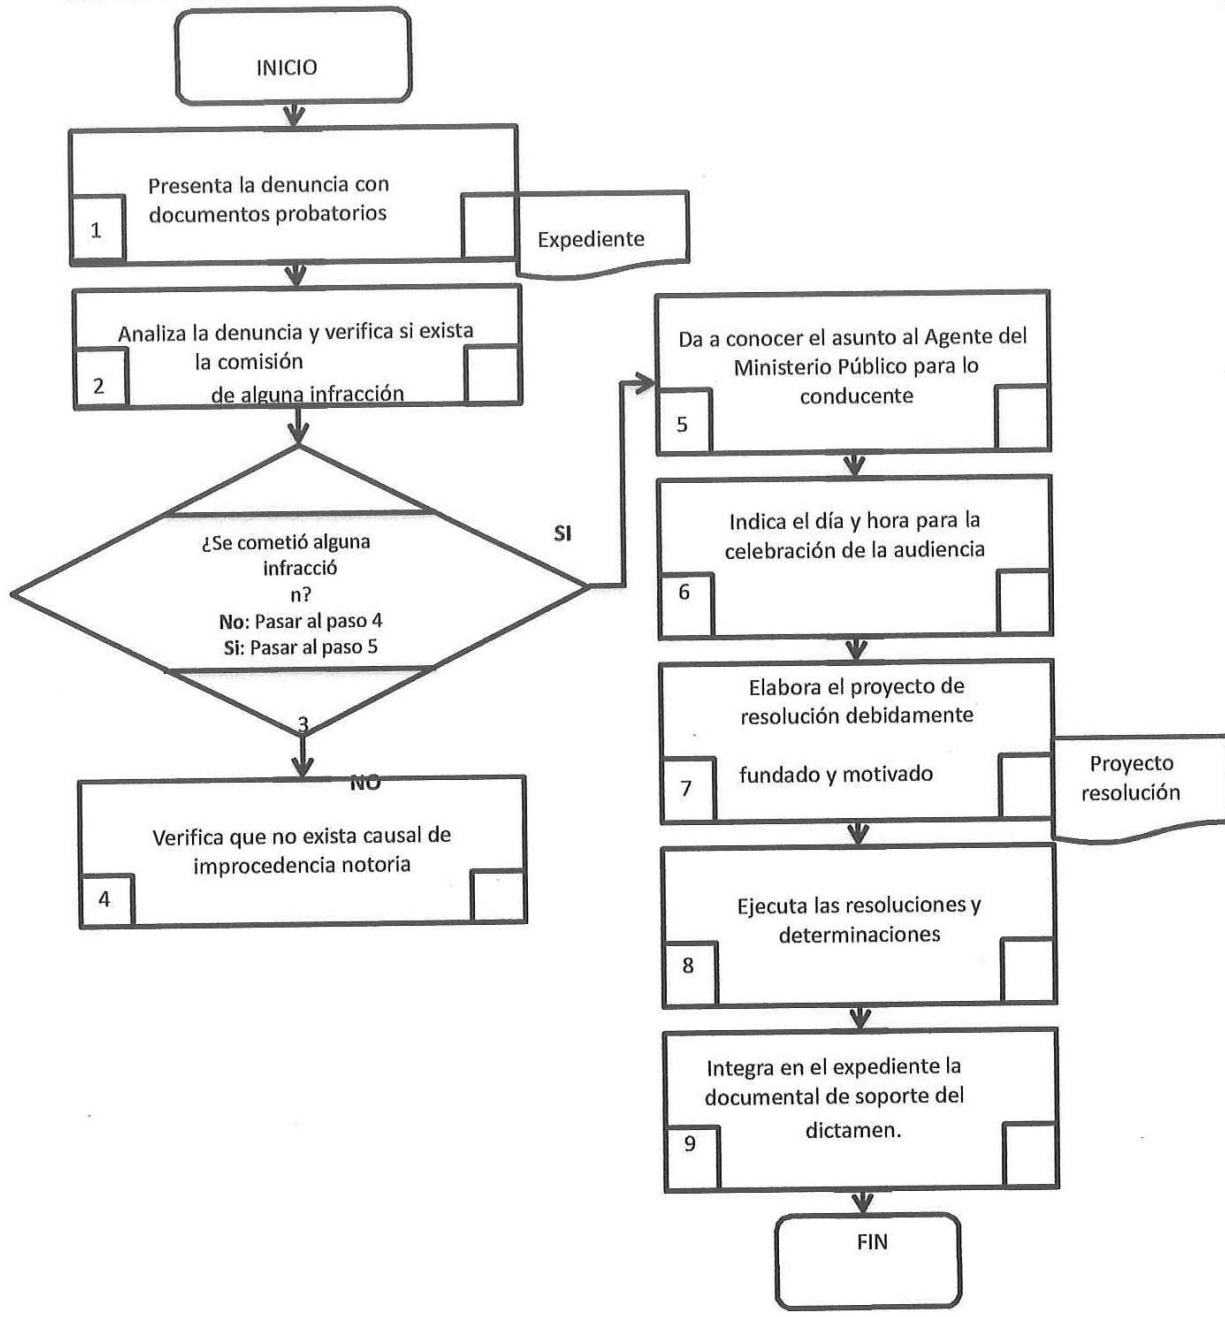 INICIO
Presenta la denuncia con
documentos probatorios
1
Expediente
Analiza la denuncia y verifica si exista
la comisión
de alguna infracción
2
¿Se cometió alguna
infracció
n?
No: Pasar al paso 4
Si: Pasar al paso 5
3
SI
NO
Verifica que no exista causal de
improcedencia notoria
4
Da a conocer el asunto al Agente del
Ministerio Público para lo
conducente
5
Indica el día y hora para la
celebración de la audiencia
6
Elabora el proyecto de
resolución debidamente
fundado y motivado
7
Proyecto
resolución
Ejecuta las resoluciones y
determinaciones
8
Integra en el expediente la
documental de soporte del
dictamen.
9
FIN